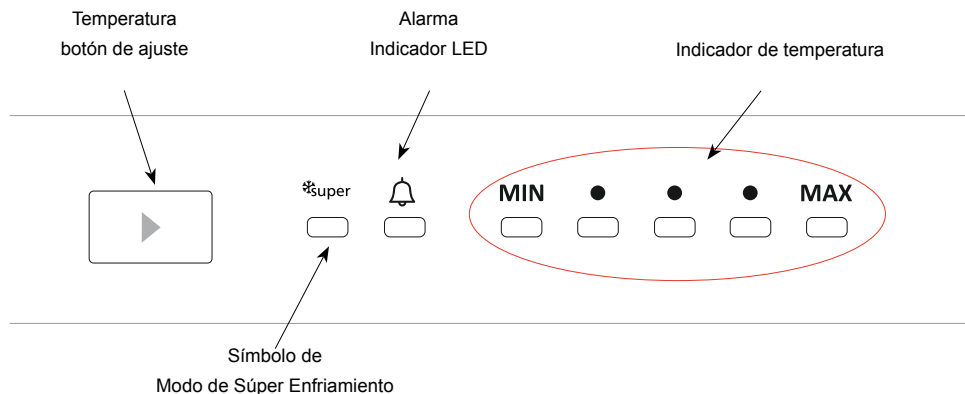 Temperatura
botón de ajuste
Alarma
Indicador LED
Indicador de temperatura
super
MIN
MAX
Símbolo de
Modo de Súper Enfriamiento